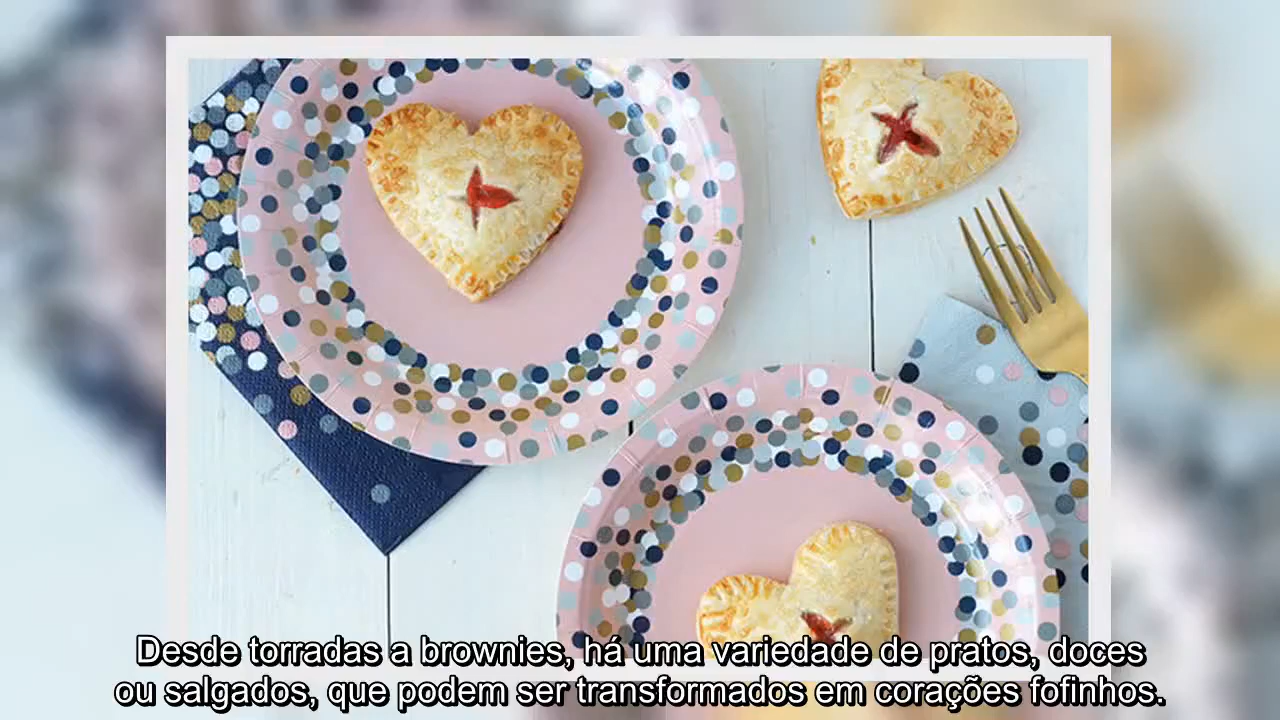 Desde torradas a brownies, há uma variedade de pratos, doces
ou salgados, que podem ser transformados em corações fofinhos.